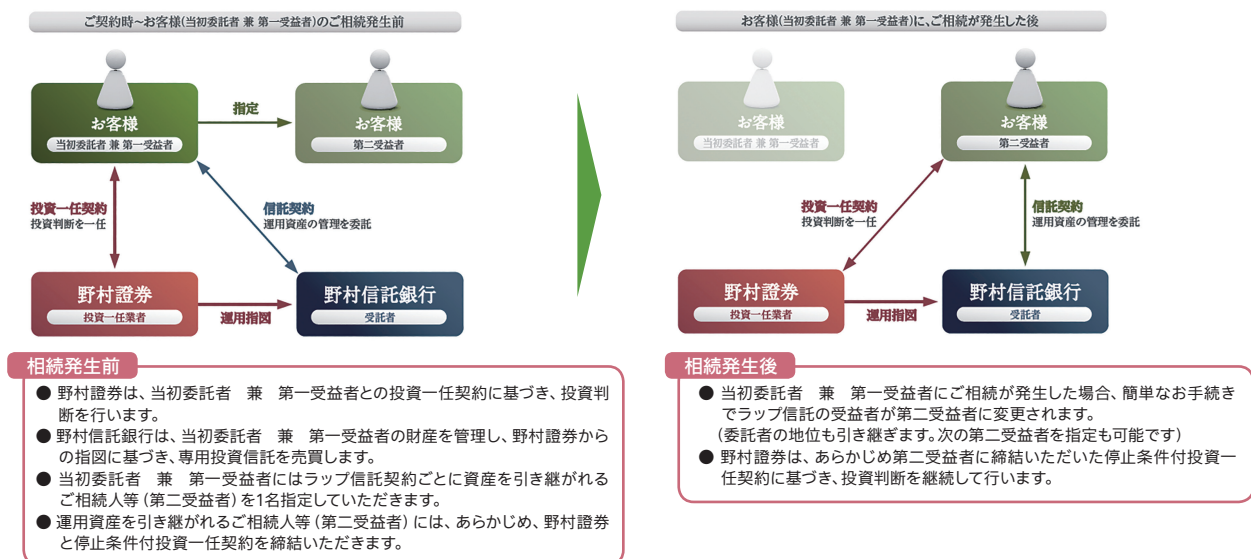 ご契約時～お客様(当初委託者 兼 第一受益者)のご相続発生前
お客様
当初委託者 兼 第一受益者
指定
お客様
第二受益者
投資一任契約
投資判断を一任
信託契約
運用資産の管理を委託
野村證券
投資一任業者
運用指図
野村信託銀行
受託者
相続発生前
● 野村證券は、当初委託者 兼 第一受益者との投資一任契約に基づき、投資判
断を行います。
● 野村信託銀行は、当初委託者 兼 第一受益者の財産を管理し、野村證券から
の指図に基づき、専用投資信託を売買します。
● 当初委託者 兼 第一受益者にはラップ信託契約ごとに資産を引き継がれる
ご相続人等(第二受益者)を1名指定していただきます。
● 運用資産を引き継がれるご相続人等(第二受益者)には、あらかじめ、野村證券
と停止条件付投資一任契約を締結いただきます。
お客様(当初委託者 兼 第一受益者)に、ご相続が発生した後
お客様
当初委託者 兼 第一受益者
お客様
第二受益者
投資一任契約
投資判断を一任
信託契約
運用資産の管理を委託
野村證券
投資一任業者
運用指図
野村信託銀行
受託者
相続発生後
● 当初委託者 兼 第一受益者にご相続が発生した場合、簡単なお手続き
でラップ信託の受益者が第二受益者に変更されます。
(委託者の地位も引き継ぎます。次の第二受益者を指定も可能です)
● 野村證券は、あらかじめ第二受益者に締結いただいた停止条件付投資一
任契約に基づき、投資判断を継続して行います。